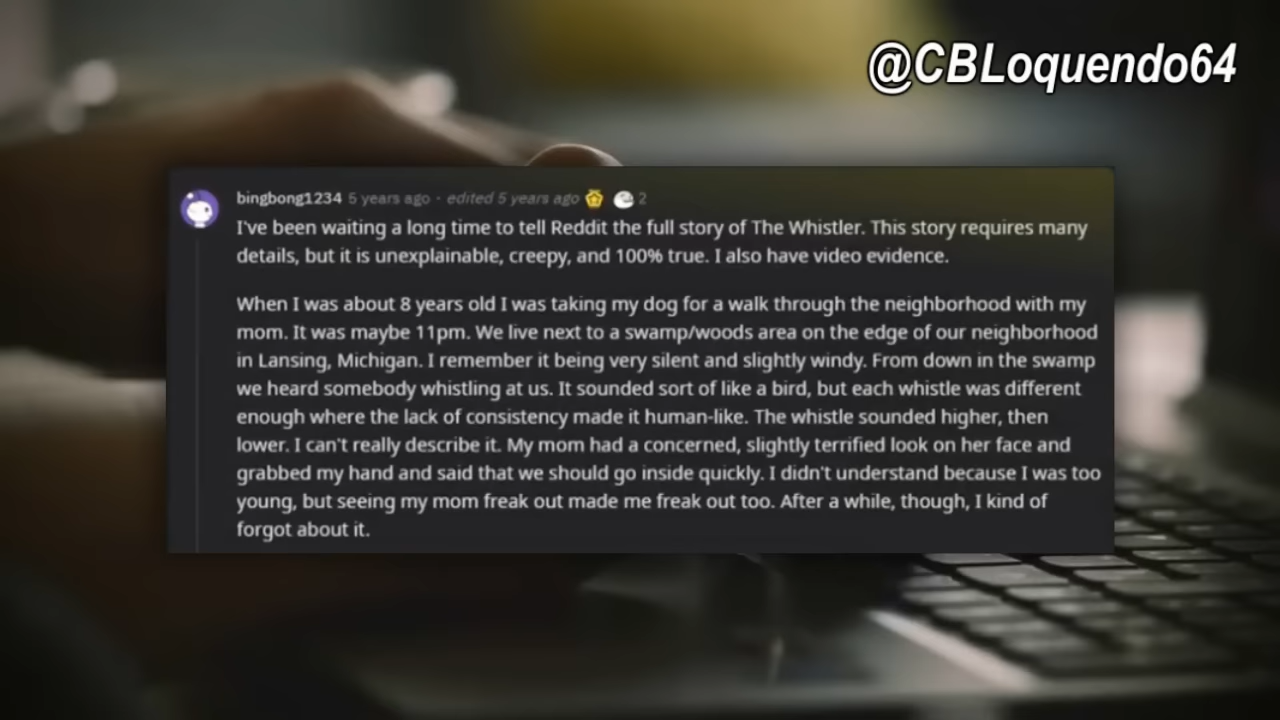 @CBLoquendo64
bingbong1234 5 years ago · edited 5 years ago 2
I've been waiting a long time to tell Reddit the full story of The Whistler. This story requires many
details, but it is unexplainable, creepy, and 100% true. I also have video evidence.
When I was about 8 years old I was taking my dog for a walk through the neighborhood with my
mom. It was maybe 11pm. We live next to a swamp/woods area on the edge of our neighborhood
in Lansing, Michigan. I remember it being very silent and slightly windy. From down in the swamp
we heard somebody whistling at us. It sounded sort of like a bird, but each whistle was different
enough where the lack of consistency made it human-like. The whistle sounded higher, then
lower. I can't really describe it. My mom had a concerned, slightly terrified look on her face and
grabbed my hand and said that we should go inside quickly. I didn't understand because I was too
young, but seeing my mom freak out made me freak out too. After a while, though, I kind of
forgot about it.